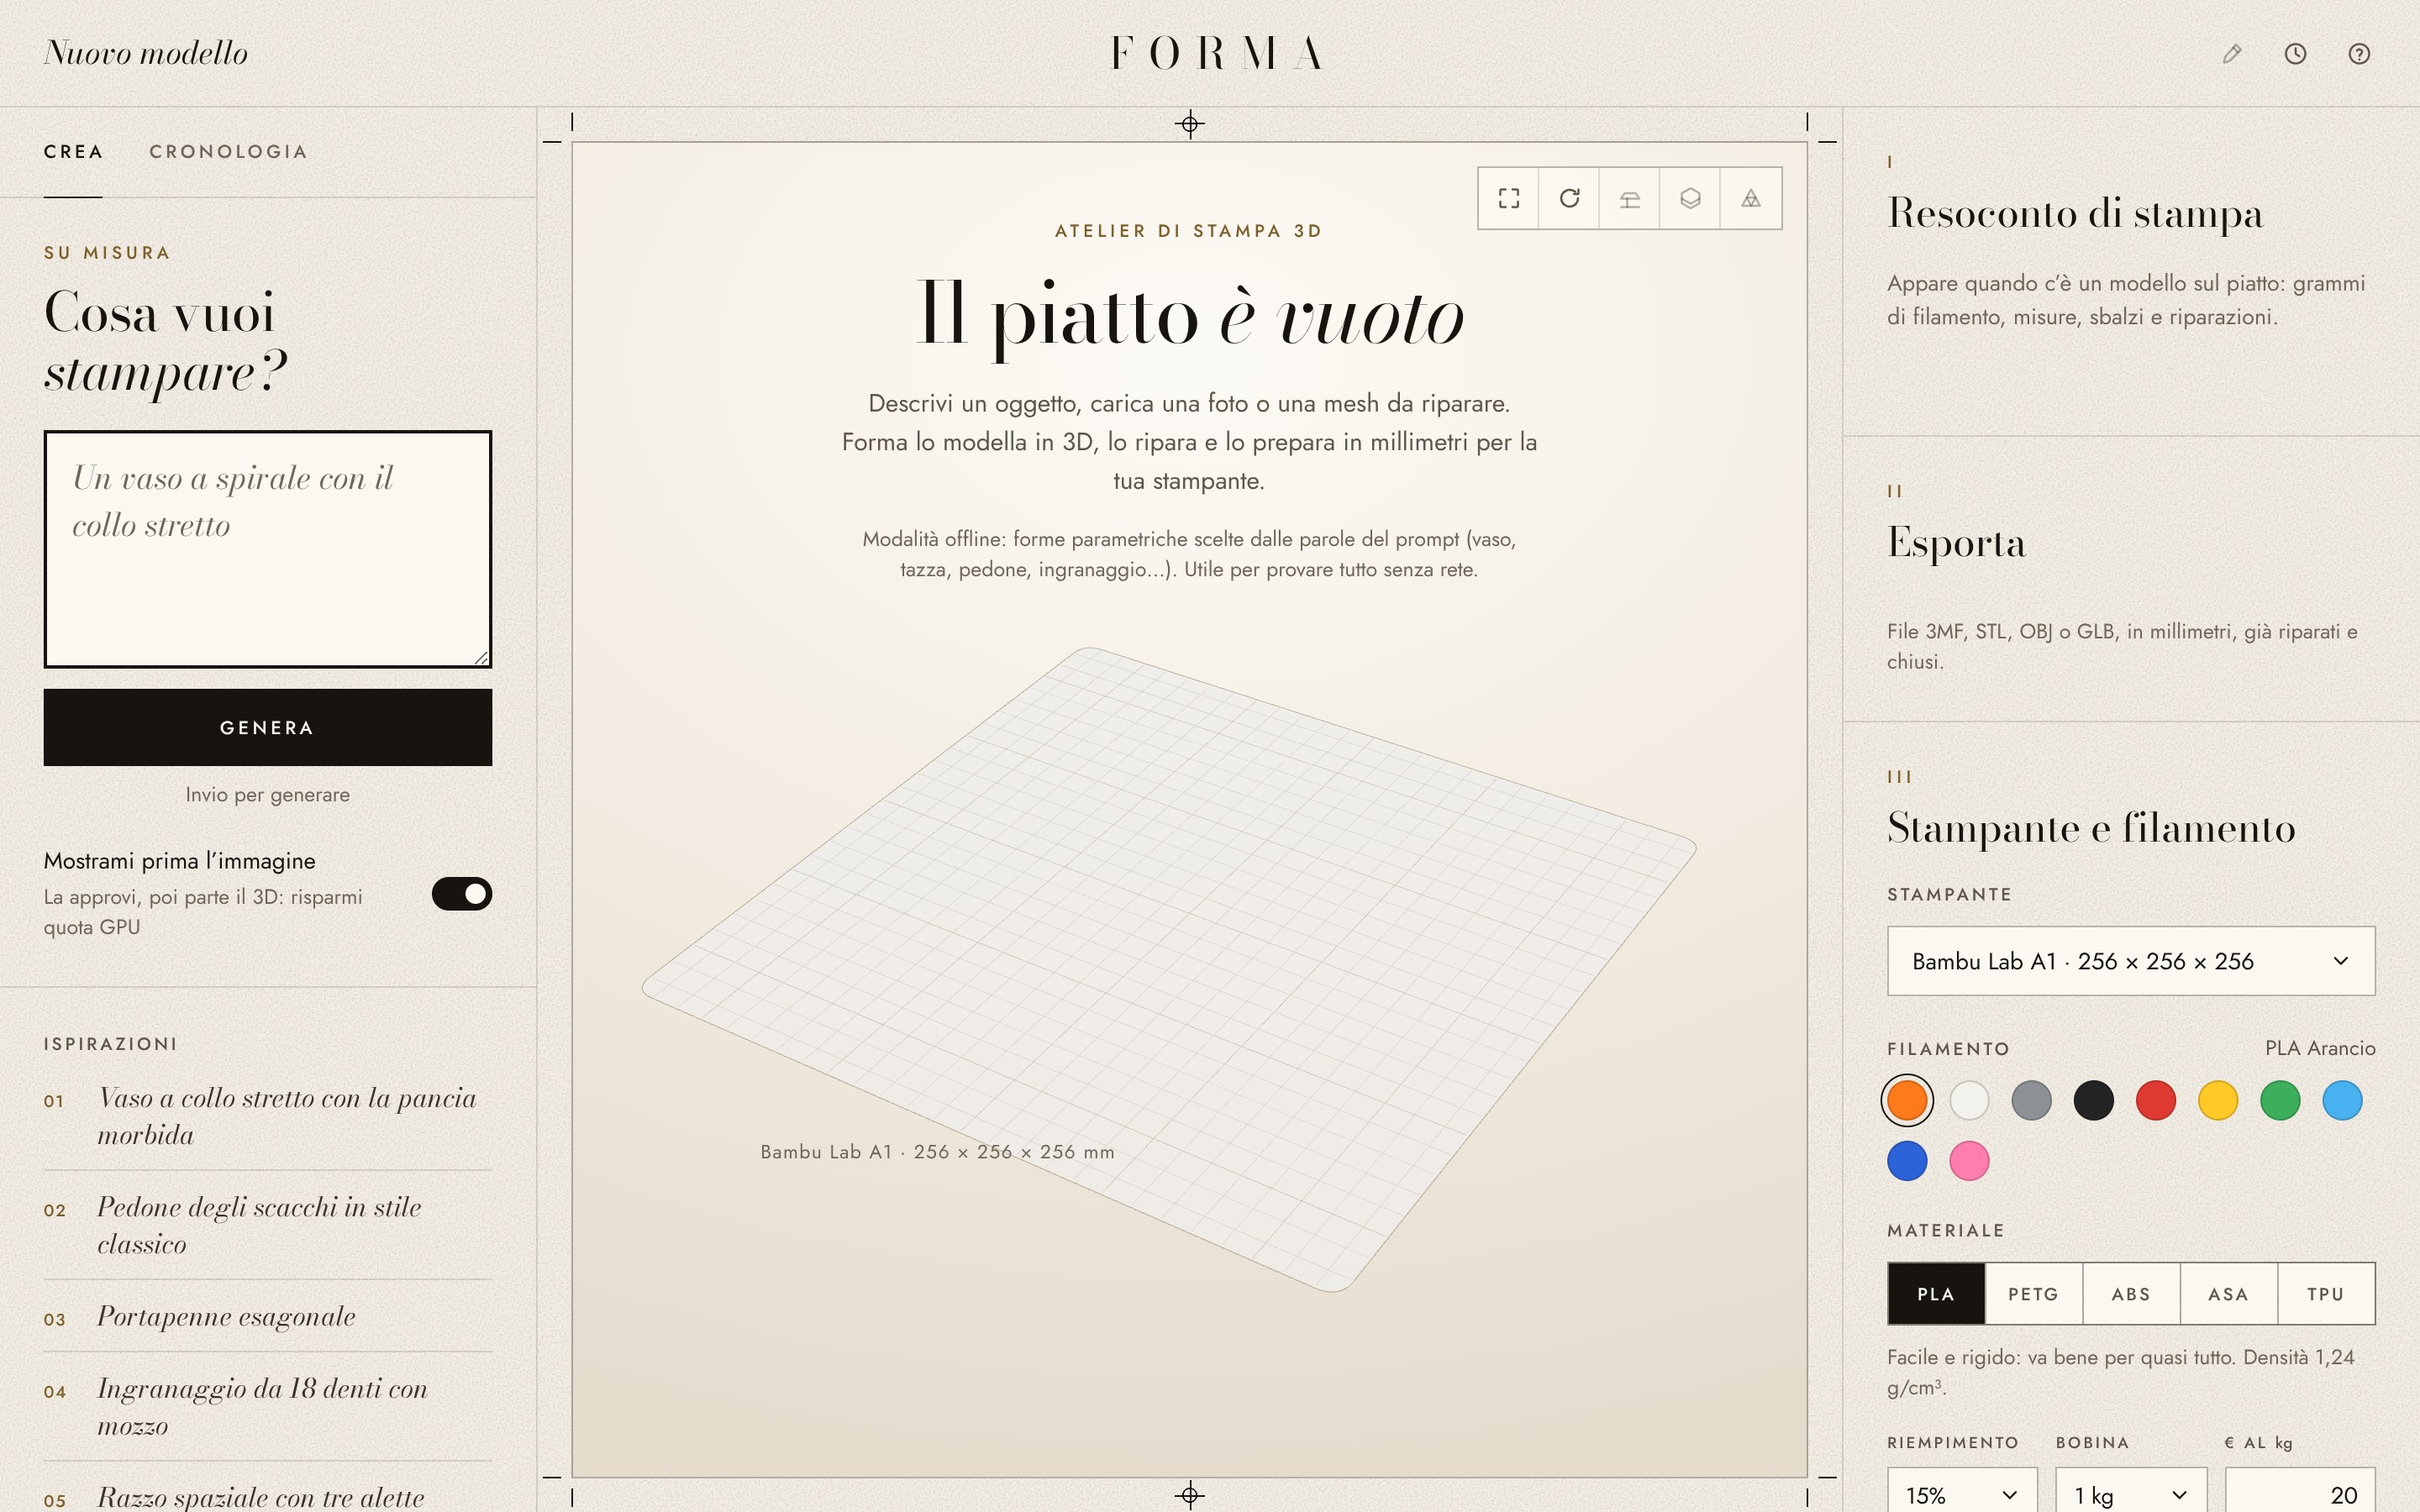 Nuovo modello
FORMA
CREA
CRONOLOGIA
SU MISURA
Cosa vuoi
stampare?
Un vaso a spirale con il
collo stretto
GENERA
Invio per generare
Mostrami prima l’immagine
La approvi, poi parte il 3D: risparmi
quota GPU
ISPIRAZIONI
01 Vaso a collo stretto con la pancia
morbida
02 Pedone degli scacchi in stile
classico
03 Portapenne esagonale
04 Ingranaggio da 18 denti con
mozzo
05 Razzo spaziale con tre alette
ATELIER DI STAMPA 3D
Il piatto è vuoto
Descrivi un oggetto, carica una foto o una mesh da riparare.
Forma lo modella in 3D, lo ripara e lo prepara in millimetri per la
tua stampante.
Modalità offline: forme parametriche scelte dalle parole del prompt (vaso,
tazza, pedone, ingranaggio…). Utile per provare tutto senza rete.
Bambu Lab A1 · 256 × 256 × 256 mm
I
Resoconto di stampa
Appare quando c’è un modello sul piatto: grammi
di filamento, misure, sbalzi e riparazioni.
II
Esporta
File 3MF, STL, OBJ o GLB, in millimetri, già riparati e
chiusi.
III
Stampante e filamento
STAMPANTE
Bambu Lab A1 · 256 × 256 × 256
FILAMENTO
PLA Arancio
MATERIALE
PLA
PETG
ABS
ASA
TPU
Facile e rigido: va bene per quasi tutto. Densità 1,24
g/cm³.
RIEMPIMENTO
BOBINA
€ AL kg
15%
1 kg
20